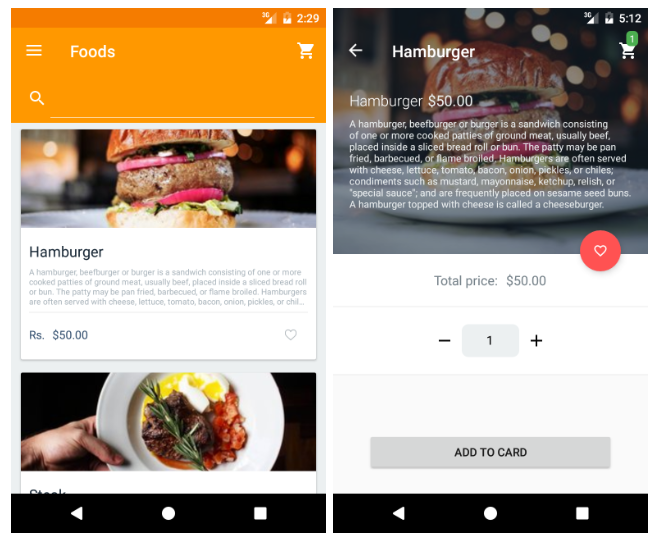 3G 2:29
Foods
Hamburger
A hamburger, beefburger or burger is a sandwich consisting of one or more
cooked patties of ground meat, usually beef, placed inside a sliced bread roll
or bun. The patty may be pan fried, barbecued, or flame broiled. Hamburgers
are often served with cheese, lettuce, tomato, bacon, onion, pickles, or chil...
Rs. $50.00
Steak
3G 5:12
Hamburger
1
Hamburger $50.00
A hamburger, beefburger or burger is a sandwich consisting
of one or more cooked patties of ground meat, usually beef,
placed inside a sliced bread roll or bun. The patty may be pan
fried, barbecued, or flame broiled. Hamburgers are often served
with cheese, lettuce, tomato, bacon, onion, pickles, or chiles;
condiments such as mustard, mayonnaise, ketchup, relish, or
"special sauce"; and are frequently placed on sesame seed buns.
A hamburger topped with cheese is called a cheeseburger.
Total price: $50.00
− 1 +
ADD TO CARD